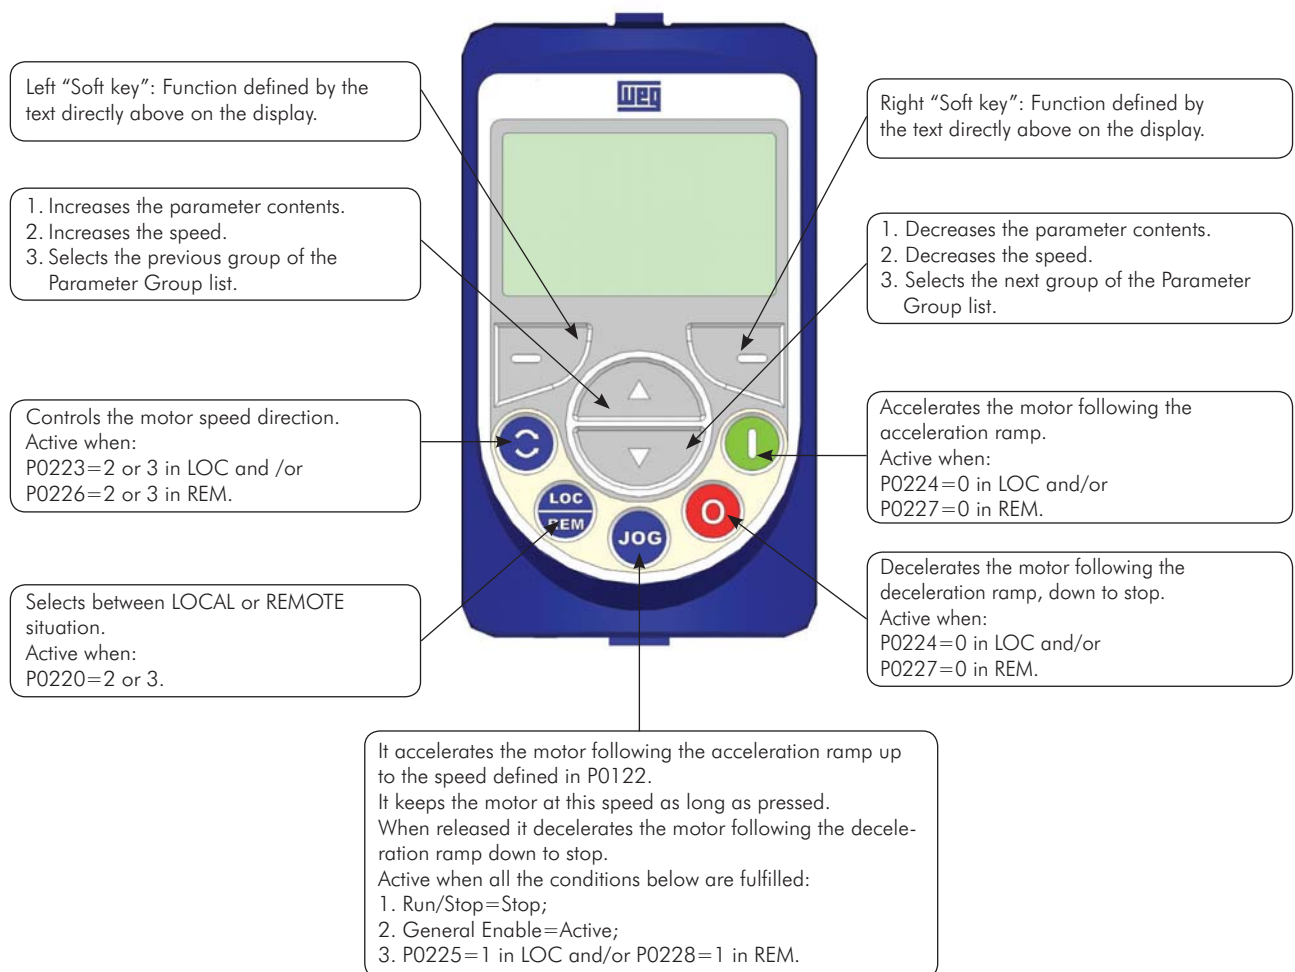 weg
Left “Soft key”: Function defined by the
text directly above on the display.
Right “Soft key”: Function defined by
the text directly above on the display.
1. Increases the parameter contents.
2. Increases the speed.
3. Selects the previous group of the
Parameter Group list.
1. Decreases the parameter contents.
2. Decreases the speed.
3. Selects the next group of the Parameter
Group list.
Controls the motor speed direction.
Active when:
P0223=2 or 3 in LOC and /or
P0226=2 or 3 in REM.
Accelerates the motor following the
acceleration ramp.
Active when:
P0224=0 in LOC and/or
P0227=0 in REM.
LOC
REM
JOG
Selects between LOCAL or REMOTE
situation.
Active when:
P0220=2 or 3.
Decelerates the motor following the
deceleration ramp, down to stop.
Active when:
P0224=0 in LOC and/or
P0227=0 in REM.
It accelerates the motor following the acceleration ramp up
to the speed defined in P0122.
It keeps the motor at this speed as long as pressed.
When released it decelerates the motor following the decele-
ration ramp down to stop.
Active when all the conditions below are fulfilled:
1. Run/Stop=Stop;
2. General Enable=Active;
3. P0225=1 in LOC and/or P0228=1 in REM.